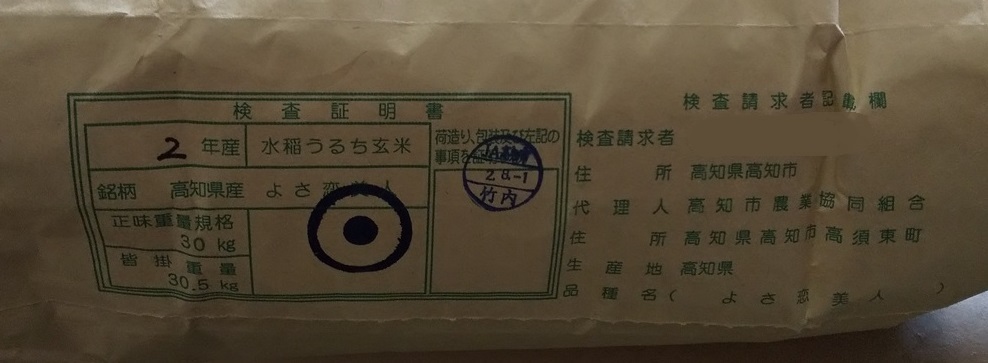 検査証明書
2年産 水稲うるち玄米
荷造り、包装及び左記の
事項を
銘柄 高知県産 よさ恋美人
正味重量規格
30 kg
皆掛重量
30.5 kg
2.8.-1
竹内
検査請求者記載欄
検査請求者
住所 高知県高知市
代理人 高知市農業協同組合
住所 高知県高知市高須東町
生産地 高知県
品種名( よさ恋美人 )